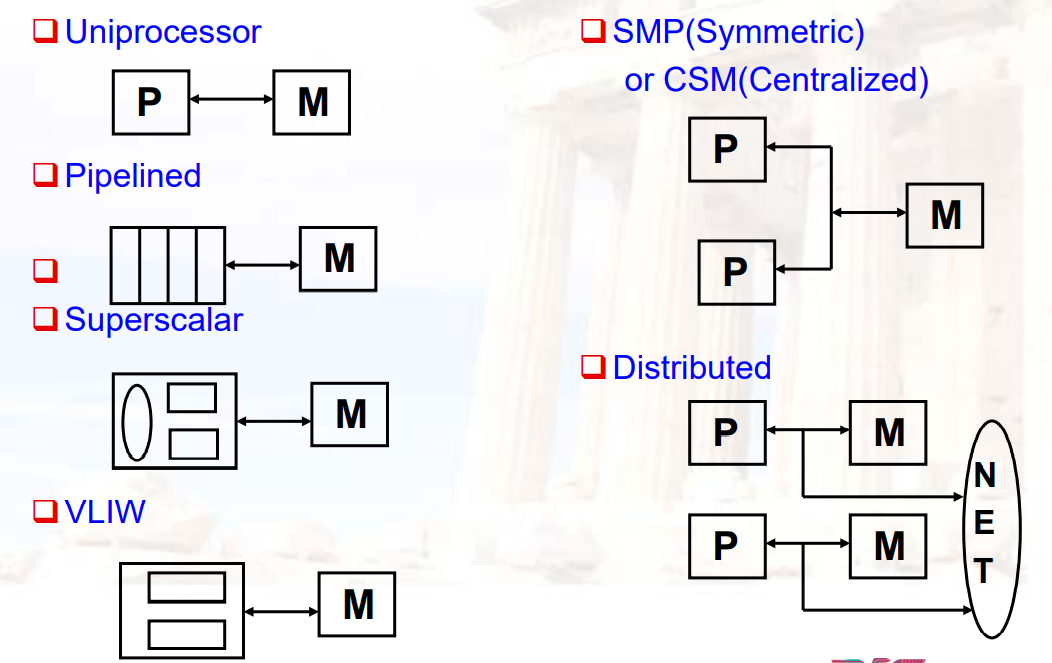 Uniprocessor
P M
Pipelined
M
Superscalar
M
VLIW
M
SMP(Symmetric)
or CSM(Centralized)
P
M
P
Distributed
P M
N
E
T
P M